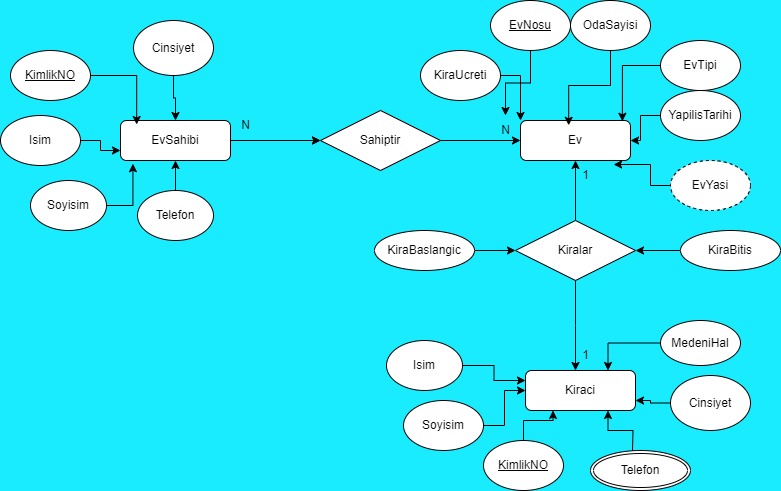 EvNosu
OdaSayisi
Cinsiyet
KimlikNO
KiraUcreti
EvTipi
YapilisTarihi
Isim
EvSahibi
N
Sahiptir
N
Ev
1
EvYasi
Soyisim
Telefon
KiraBaslangic
Kiralar
KiraBitis
1
MedeniHal
Isim
Kiraci
Cinsiyet
Soyisim
KimlikNO
Telefon